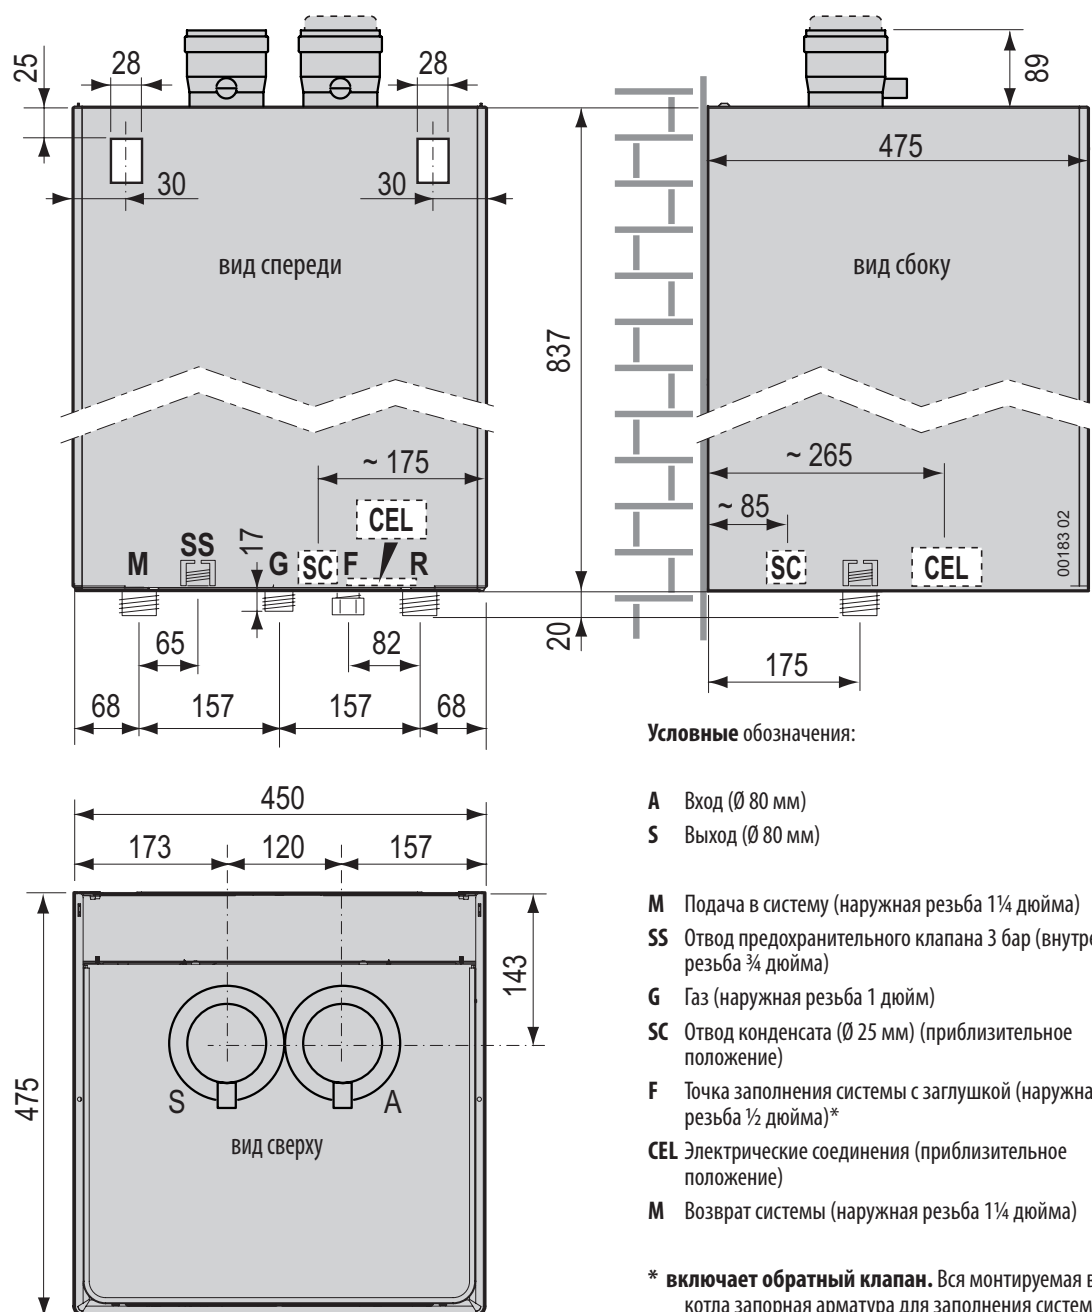 25
28
28
89
475
30
30
вид спереди
вид сбоку
837
~ 175
~ 265
CEL
~ 85
17
SS
M
G
SC
F
R
SC
CEL
00183 02
20
65
82
175
68
157
157
68
Условные обозначения:
450
A Вход (Ø 80 мм)
173
120
157
S Выход (Ø 80 мм)
M Подача в систему (наружная резьба 1¼ дюйма)
SS Отвод предохранительного клапана 3 бар
резьба ¾ дюйма)
143
G Газ (наружная резьба 1 дюйм)
SC Отвод конденсата (Ø 25 мм) (приблизительное
положение)
475
S
A
F Точка заполнения системы с заглушкой
резьба ½ дюйма)*
вид сверху
CEL Электрические соединения (приблизительное
положение)
M Возврат системы (наружная резьба 1¼ дюйма)
* включает обратный клапан. Вся монтируемая
котла запорная арматура для заполнения